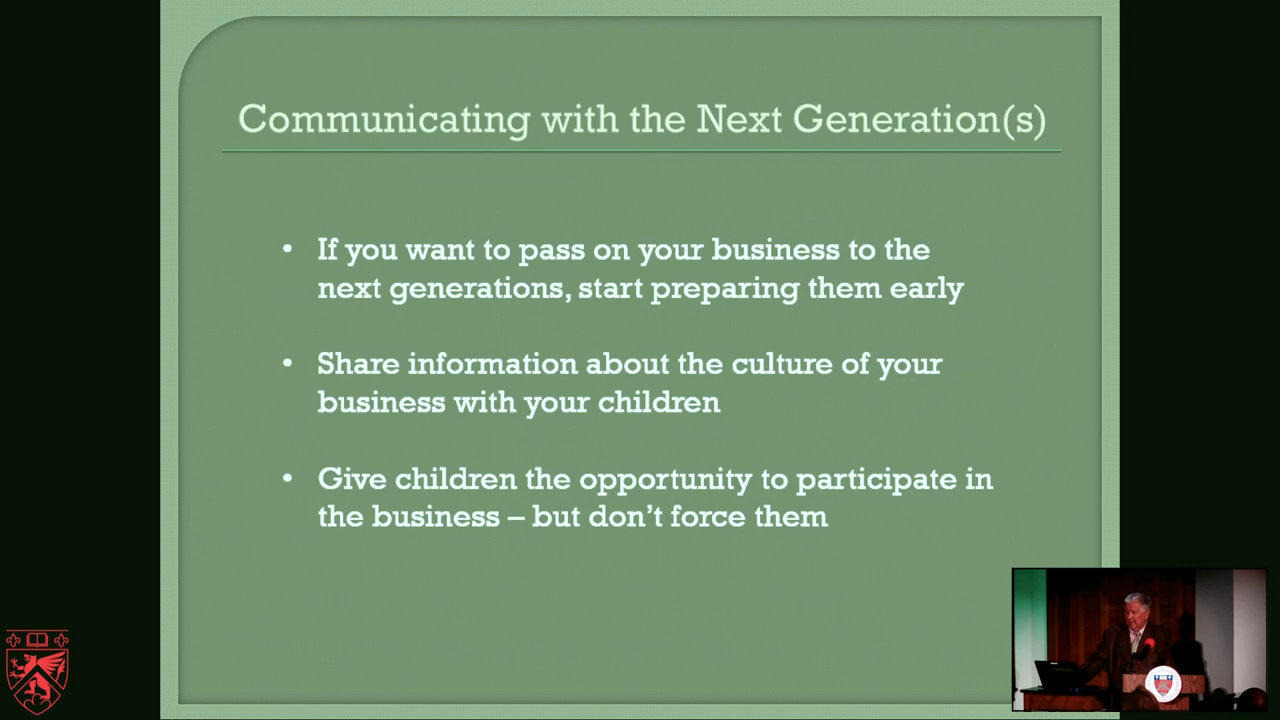 Communicating with the Next Generation(s)
• If you want to pass on your business to the
next generations, start preparing them early
• Share information about the culture of your
business with your children
• Give children the opportunity to participate in
the business – but don’t force them